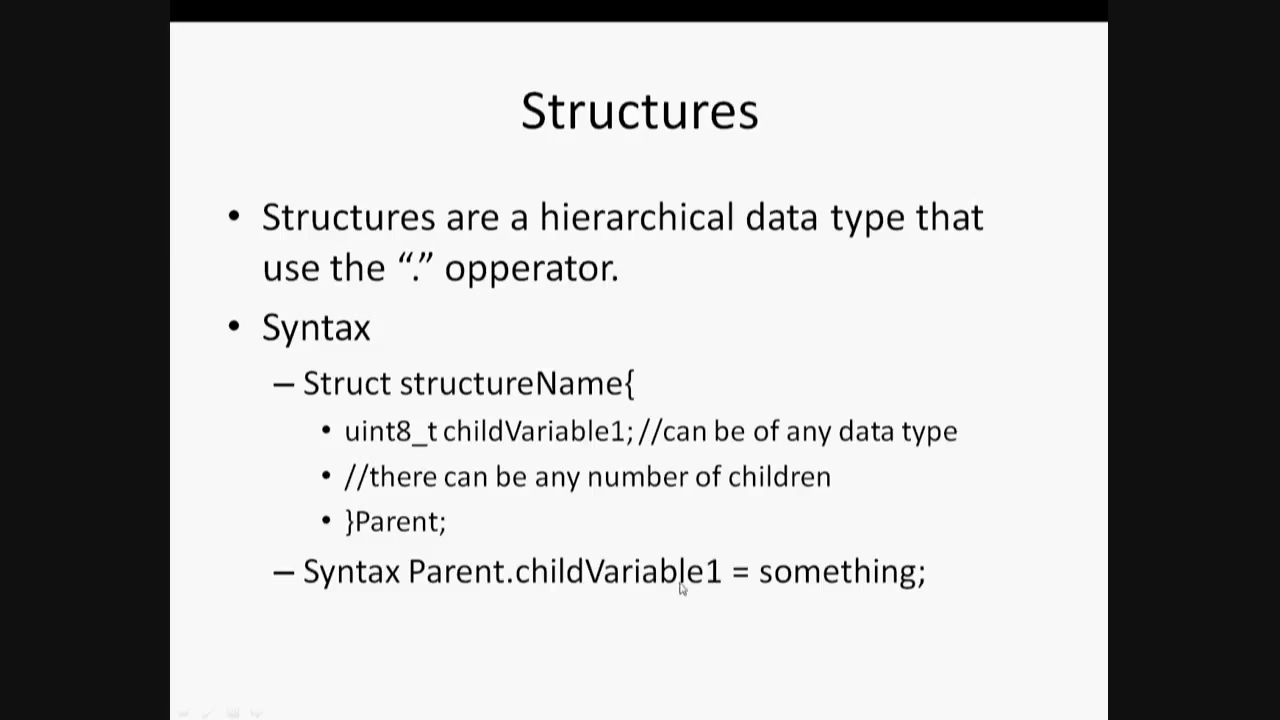 Structures
• Structures are a hierarchical data type that
use the “.” opperator.
• Syntax
– Struct structureName{
• uint8_t childVariable1; //can be of any data type
• //there can be any number of children
• }Parent;
– Syntax Parent.childVariable1 = something;